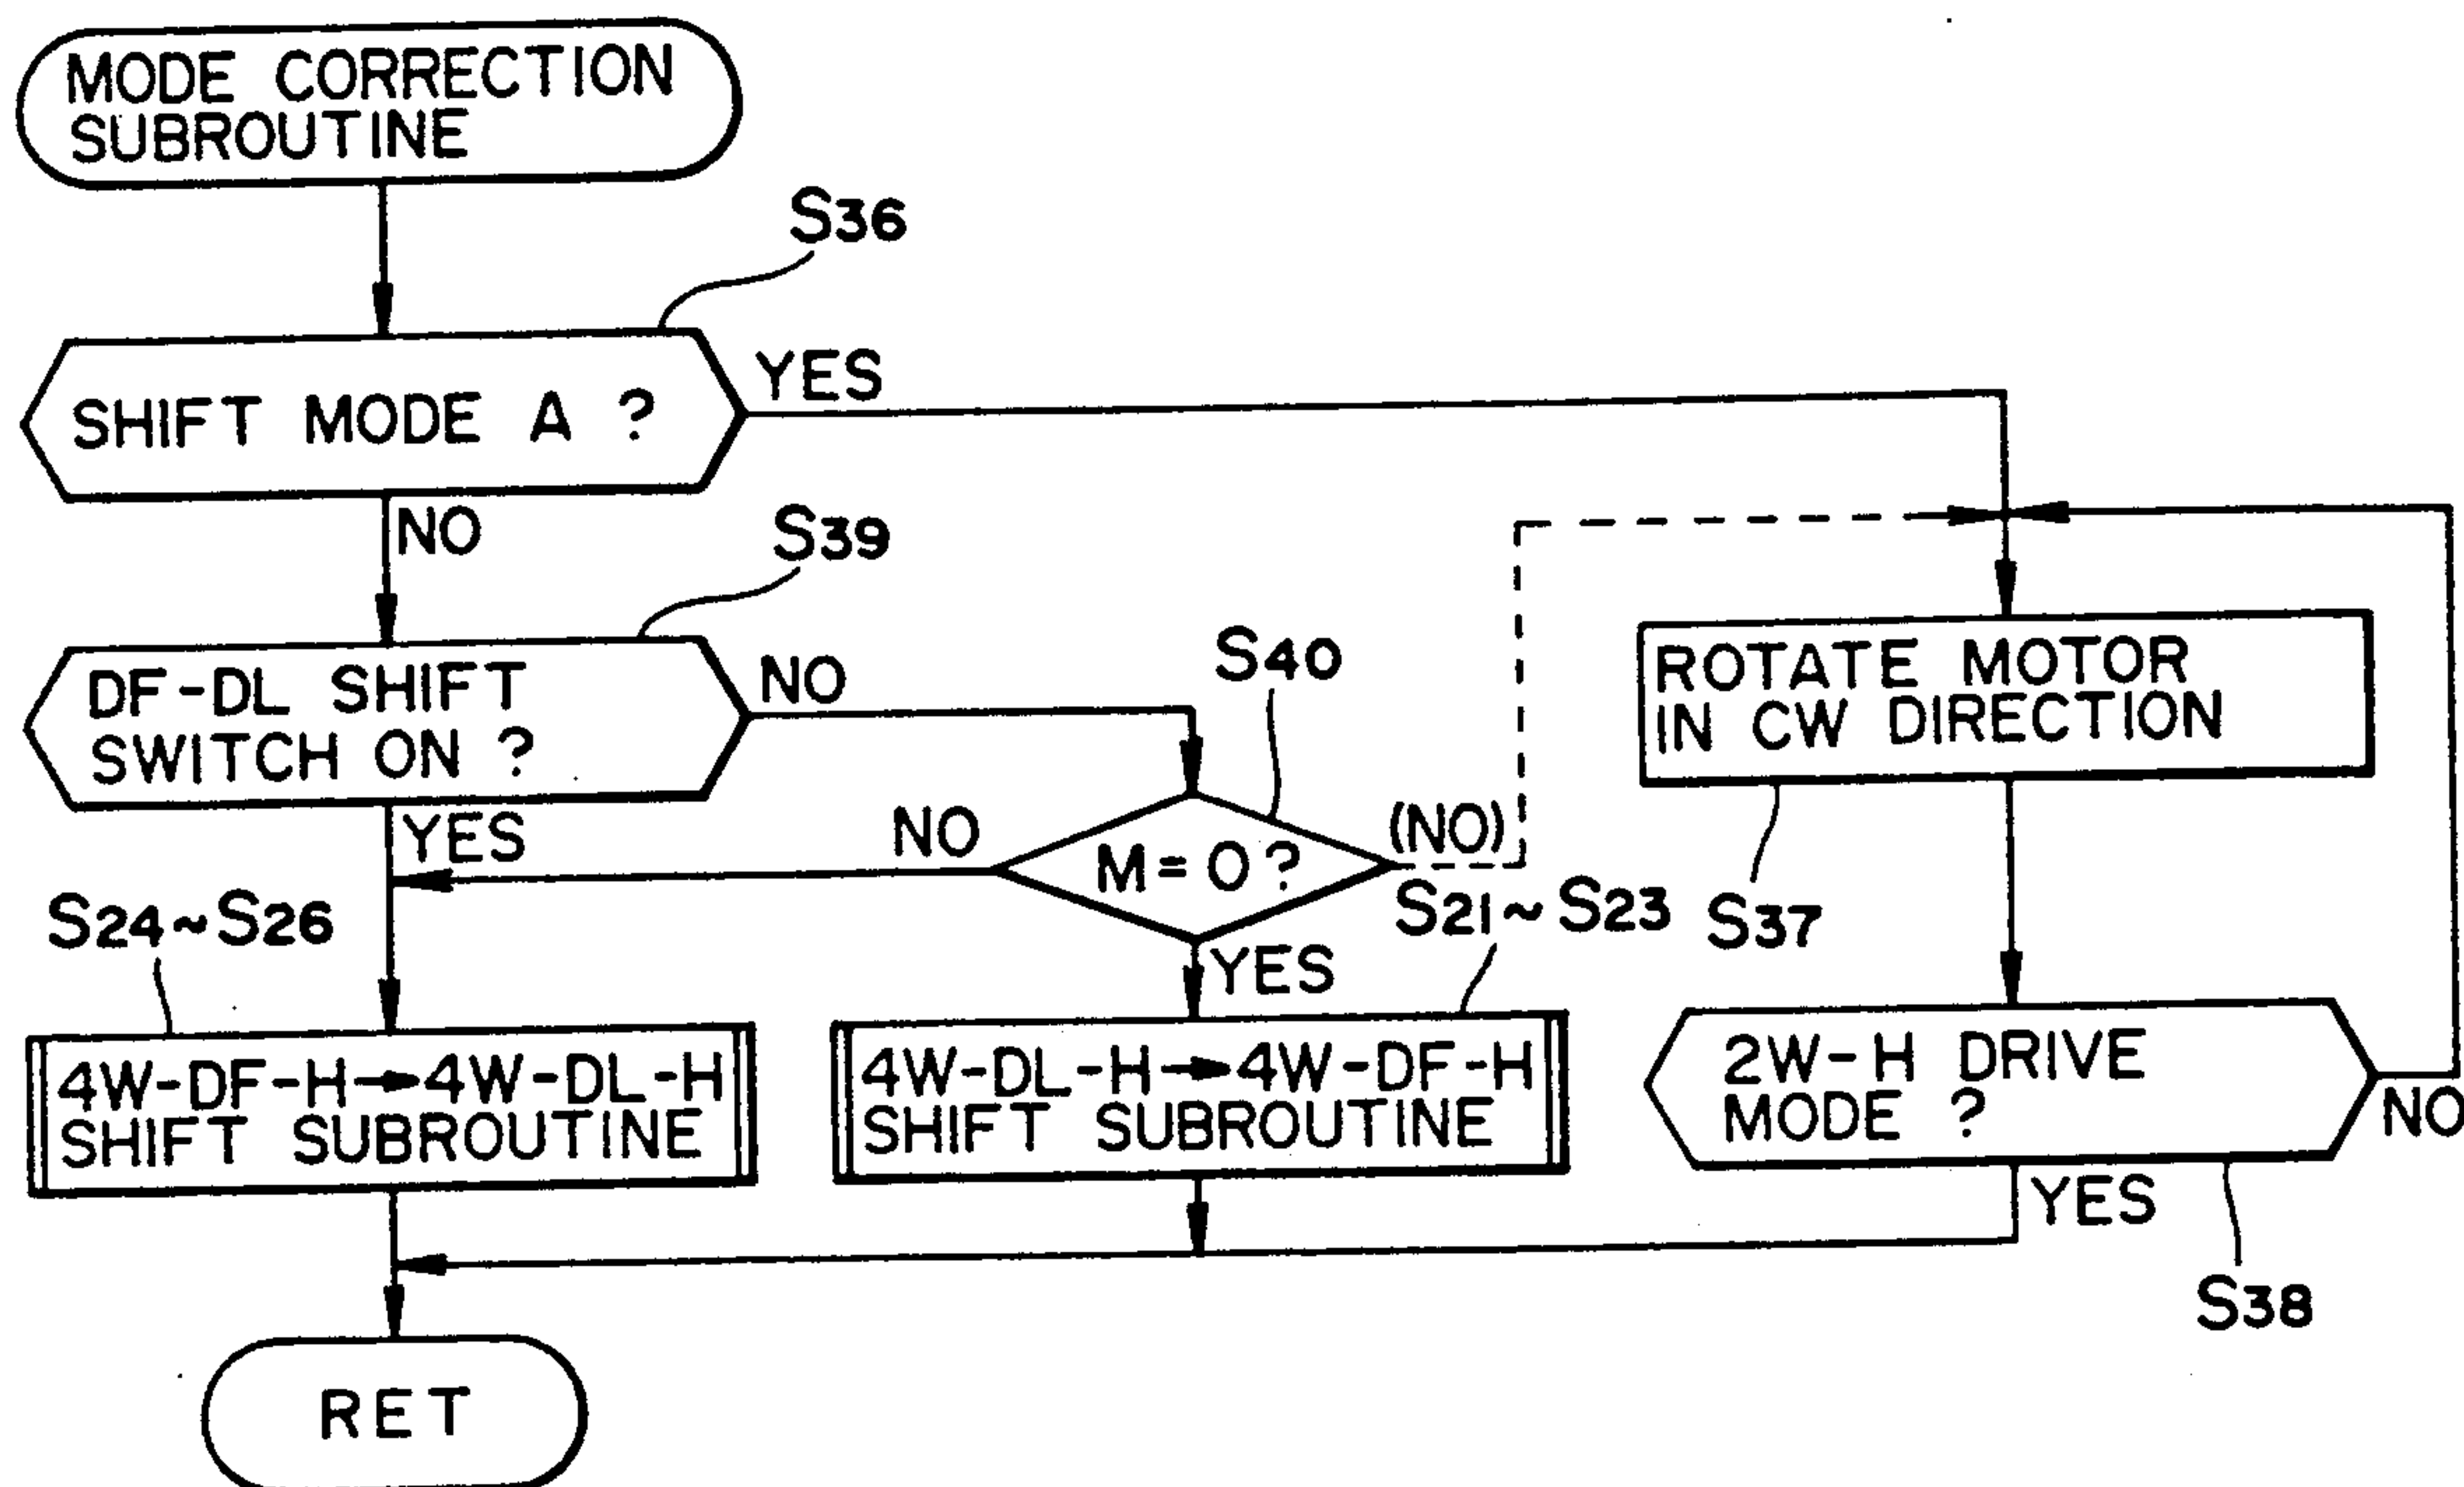 MODE CORRECTION
SUBROUTINE
S36
SHIFT MODE A ?
YES
NO
S39
DF-DL SHIFT
SWITCH ON ?
NO
YES
S40
M=0?
NO
(NO)
YES
ROTATE MOTOR
IN CW DIRECTION
S37
S24~S26
4W-DF-H→4W-DL-H
SHIFT SUBROUTINE
S21~S23
4W-DL-H→4W-DF-H
SHIFT SUBROUTINE
2W-H DRIVE
MODE ?
NO
YES
S38
RET